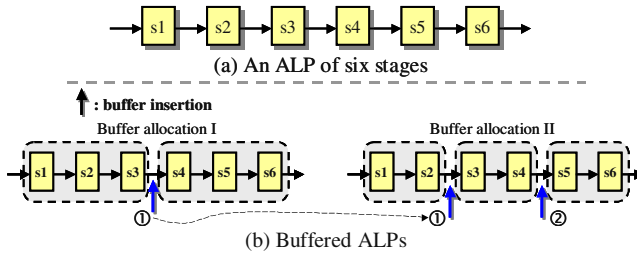 s1 s2 s3 s4 s5 s6
(a) An ALP of six stages
: buffer insertion
Buffer allocation I Buffer allocation II
s1 s2 s3 s4 s5 s6 s1 s2 s3 s4 s5 s6
① ① ②
(b) Buffered ALPs